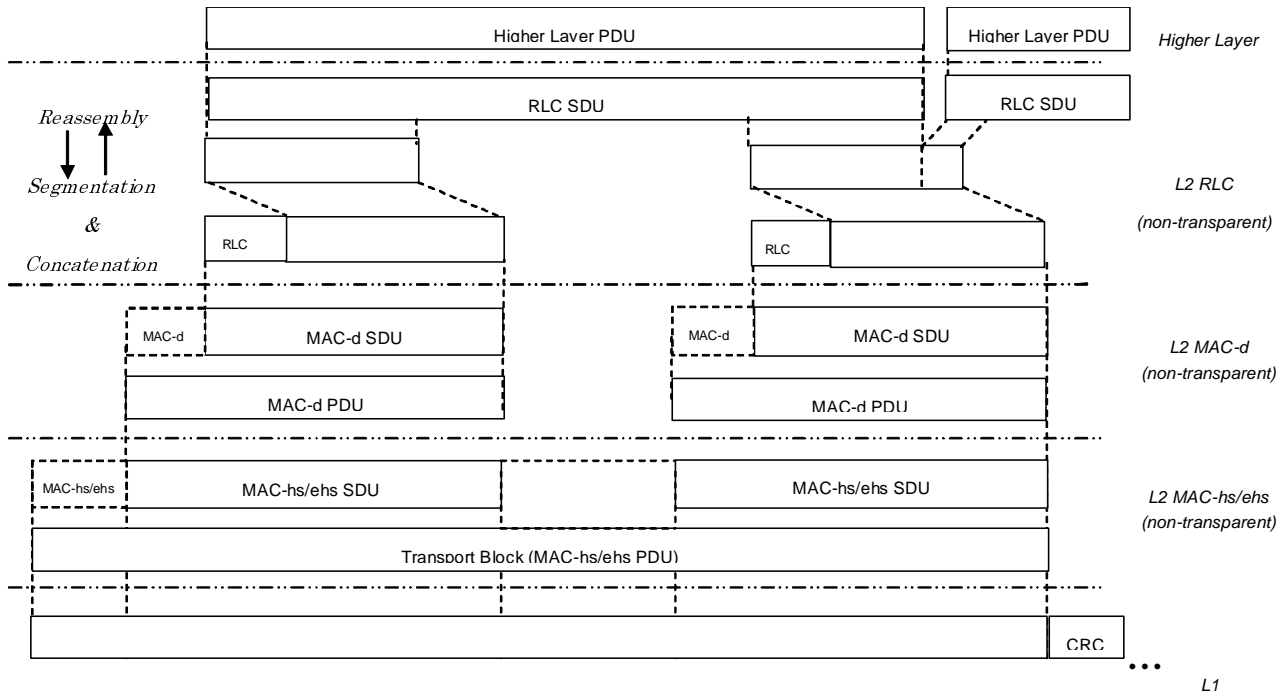 Higher Layer PDU
Higher Layer PDU
Higher Layer
RLC SDU
RLC SDU
Reassembly
Segmentation
&
Concatenation
L2 RLC
(non-transparent)
RLC
RLC
MAC-d
MAC-d SDU
MAC-d
MAC-d SDU
L2 MAC-d
(non-transparent)
MAC-d PDU
MAC-d PDU
MAC-hs/ehs
MAC-hs/ehs SDU
MAC-hs/ehs SDU
L2 MAC-hs/ehs
(non-transparent)
Transport Block (MAC-hs/ehs PDU)
CRC
L1